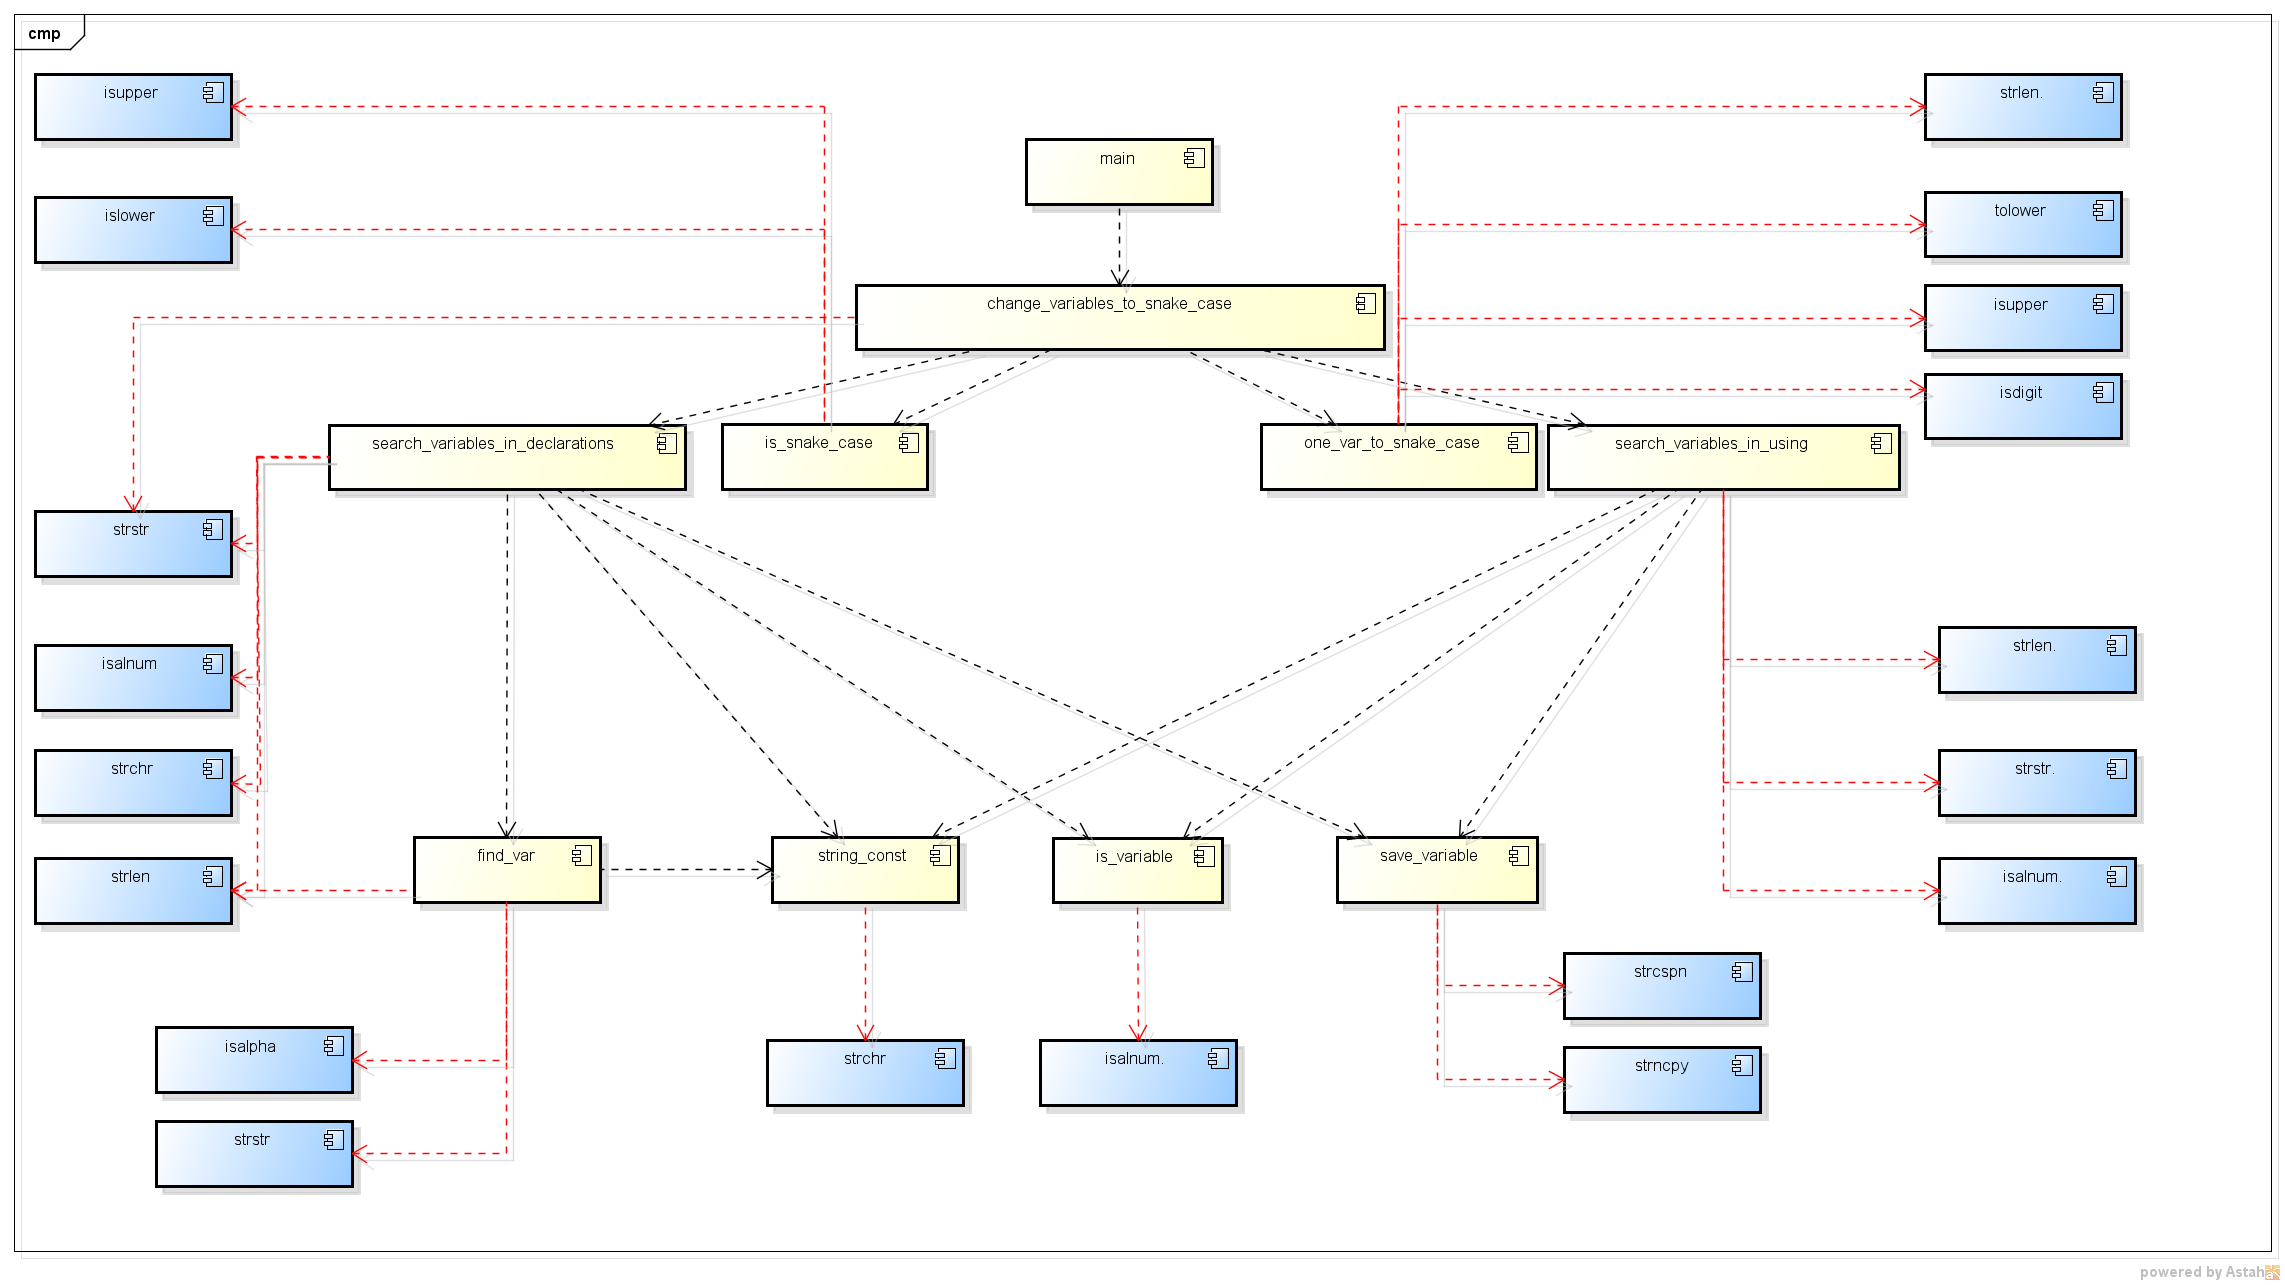 cmp
isupper
strlen.
main
islower
tolower
change_variables_to_snake_case
isupper
isdigit
search_variables_in_declarations
is_snake_case
one_var_to_snake_case
search_variables_in_using
strstr
isalnum
strlen.
strchr
strstr.
find_var
string_const
is_variable
save_variable
strlen
isalnum.
strcspn
isalpha
strchr
isalnum.
strncpy
strstr
powered by Astah